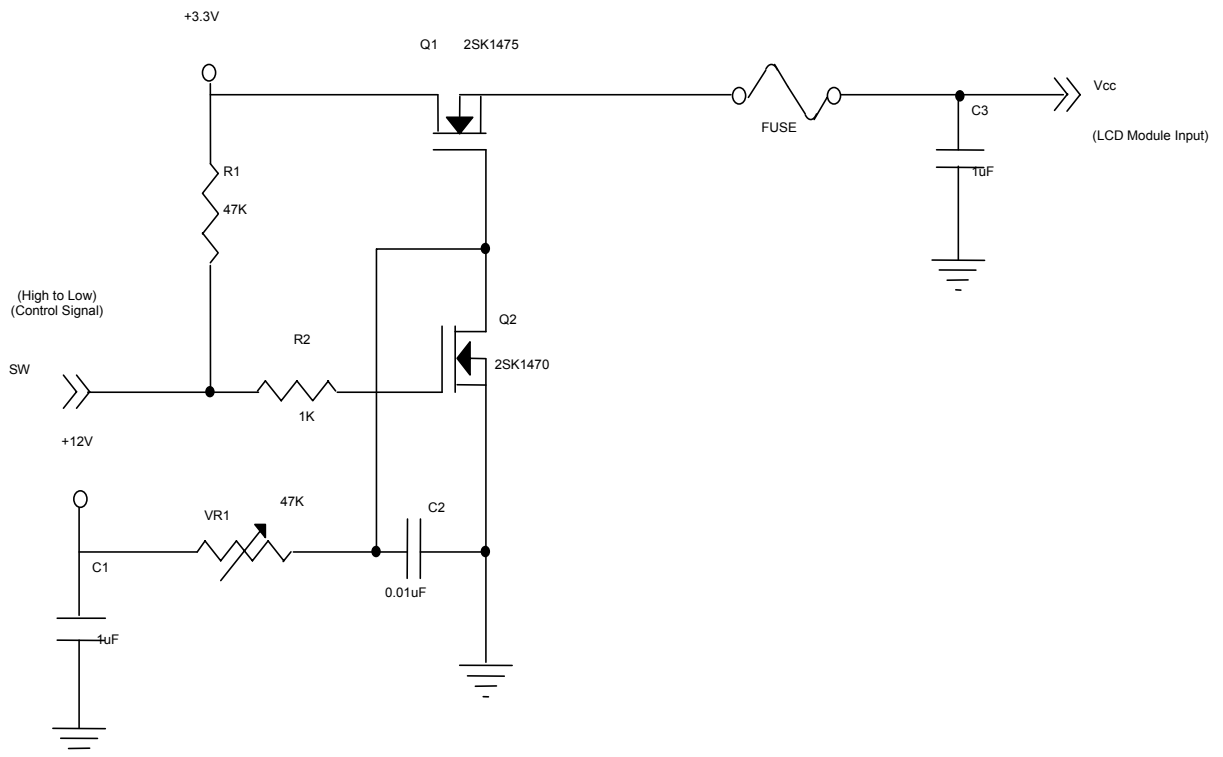 +3.3V
Q1 2SK1475
Vcc
C3
FUSE
(LCD Module Input)
R1
1uF
47K
(High to Low)
(Control Signal)
Q2
R2
2SK1470
SW
1K
+12V
47K
VR1
C2
C1
0.01uF
1uF